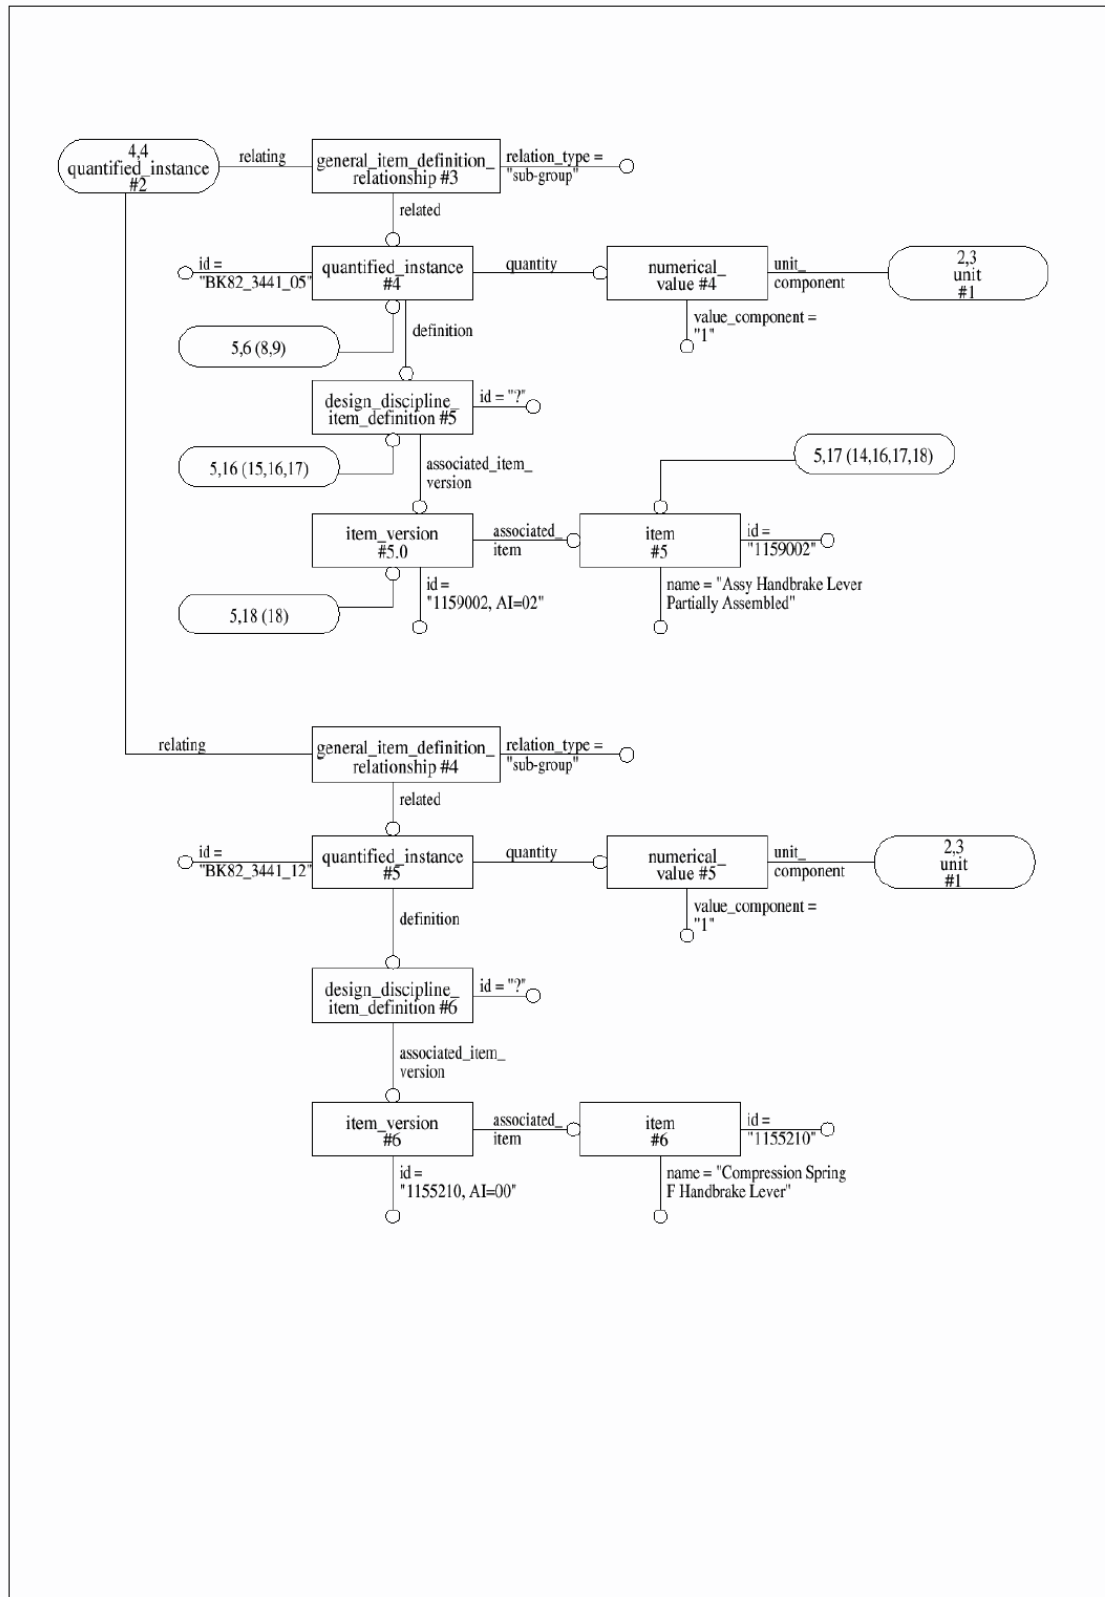 4,4
quantified_instance
#2
relating
general_item_definition_
relationship #3
relation_type =
"sub-group"
related
id =
"BK82_3441_05"
quantified_instance
#4
quantity
numerical_
value #4
unit_
component
2,3
unit
#1
value_component =
"1"
5,6 (8,9)
definition
design_discipline_
item_definition #5
id = "?"
5,16 (15,16,17)
associated_item_
version
5,17 (14,16,17,18)
item_version
#5.0
associated_
item
item
#5
id =
"1159002"
id =
"1159002, AI=02"
name = "Assy Handbrake Lever
Partially Assembled"
5,18 (18)
relating
general_item_definition_
relationship #4
relation_type =
"sub-group"
related
id =
"BK82_3441_12"
quantified_instance
#5
quantity
numerical_
value #5
unit_
component
2,3
unit
#1
value_component =
"1"
definition
design_discipline_
item_definition #6
id = "?"
associated_item_
version
item_version
#6
associated_
item
item
#6
id =
"1155210"
id =
"1155210, AI=00"
name = "Compression Spring
F Handbrake Lever"